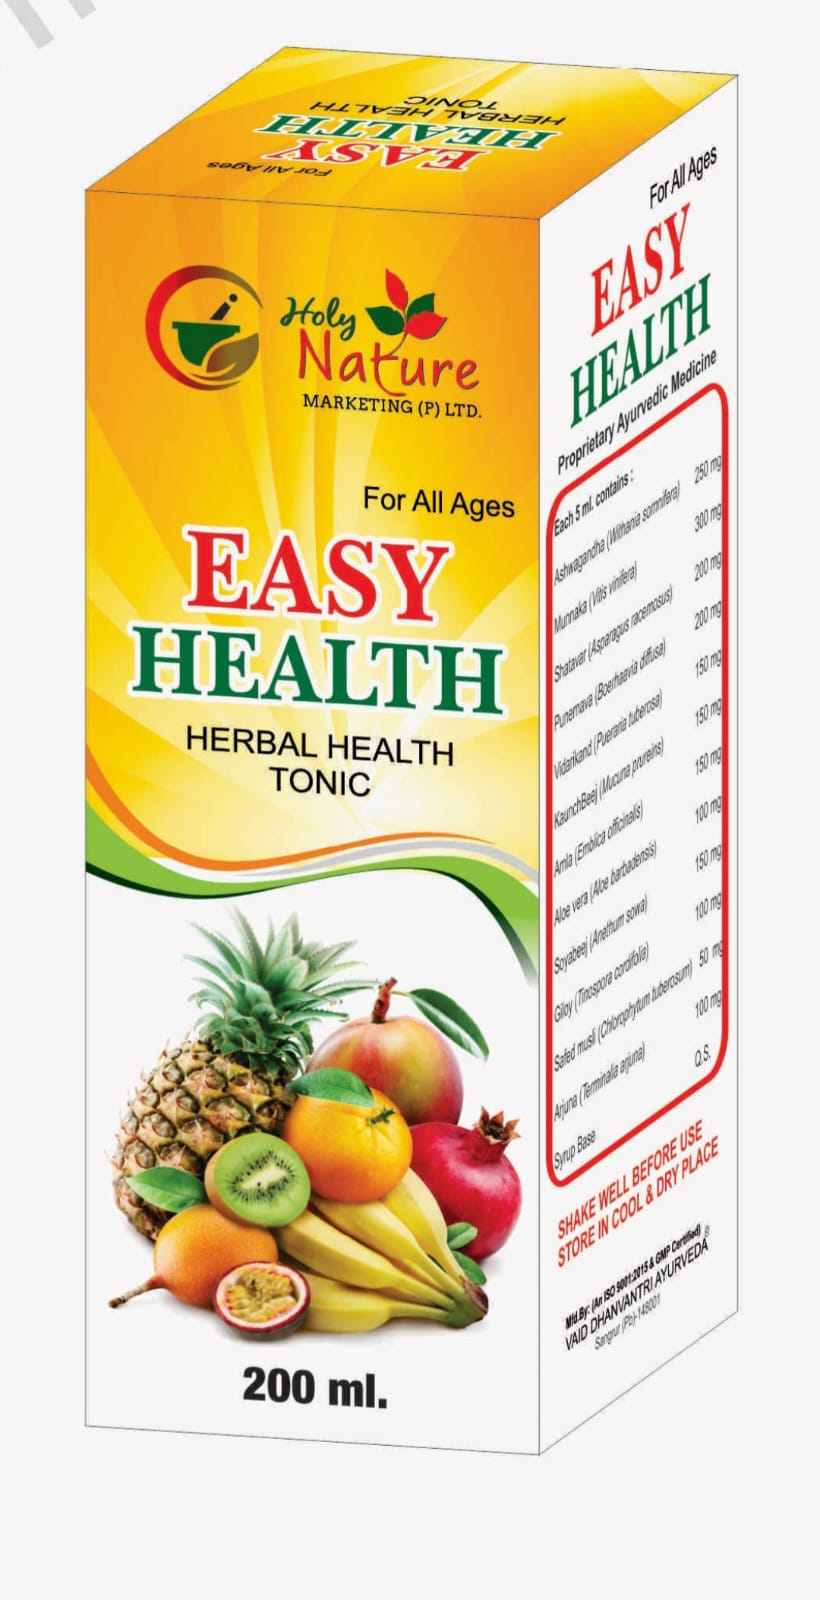 For All Ages
EASY
HEALTH
HERBAL HEALTH
TONIC
Holy
Nature
MARKETING (P) LTD.
For All Ages
EASY
HEALTH
HERBAL HEALTH
TONIC
200 ml.
For All Ages
EASY
HEALTH
Proprietary Ayurvedic Medicine
Each 5 ml. contains :
Ashwagandha (Withania somnifera) 250 mg
Munnaka (Vitis vinifera) 300 mg
Shatavar (Asparagus racemosus) 200 mg
Punernava (Boerhaavia diffusa) 200 mg
Vidarikand (Pueraria tuberosa) 150 mg
KaunchBeej (Mucuna prureins) 150 mg
Amla (Emblica officinalis) 150 mg
Aloe vera (Aloe barbadensis) 100 mg
Soyabeej (Anethum sowa) 150 mg
Giloy (Tinospora cordifolia) 100 mg
Safed musli (Chlorophytum tuberosum) 50 mg
Arjuna (Terminalia arjuna) 100 mg
Syrup Base Q.S.
SHAKE WELL BEFORE USE
STORE IN COOL & DRY PLACE
Mfd.By: (An ISO 9001:2015 & GMP Certified)
VAID DHANVANTRI AYURVEDA®
Sangrur (Pb)-148001